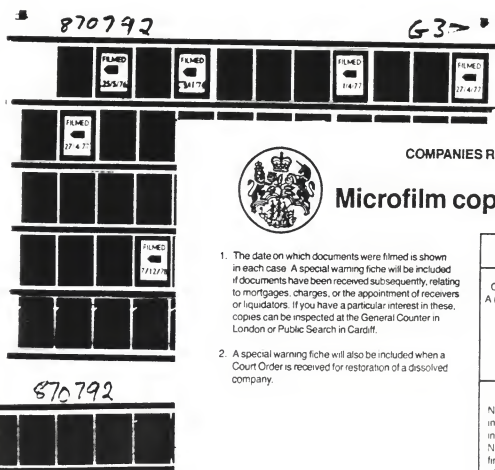 870792
G3
FILMED
25/5/76
FILMED
FILMED
1/4/77
FILMED
27/4/77
FILMED
27/4/77
COMPANIES R
Microfilm cop
1. The date on which documents were filmed is shown
in each case A special warning fiche will be included
if documents have been received subsequently, relating
to mortgages, charges, or the appointment of receivers
or liquidators. If you have a particular interest in these,
copies can be inspected at the General Counter in
London or Public Search in Cardiff.
2. A special warning fiche will also be included when a
Court Order is received for restoration of a dissolved
company.
FILMED
7/12/78
870792